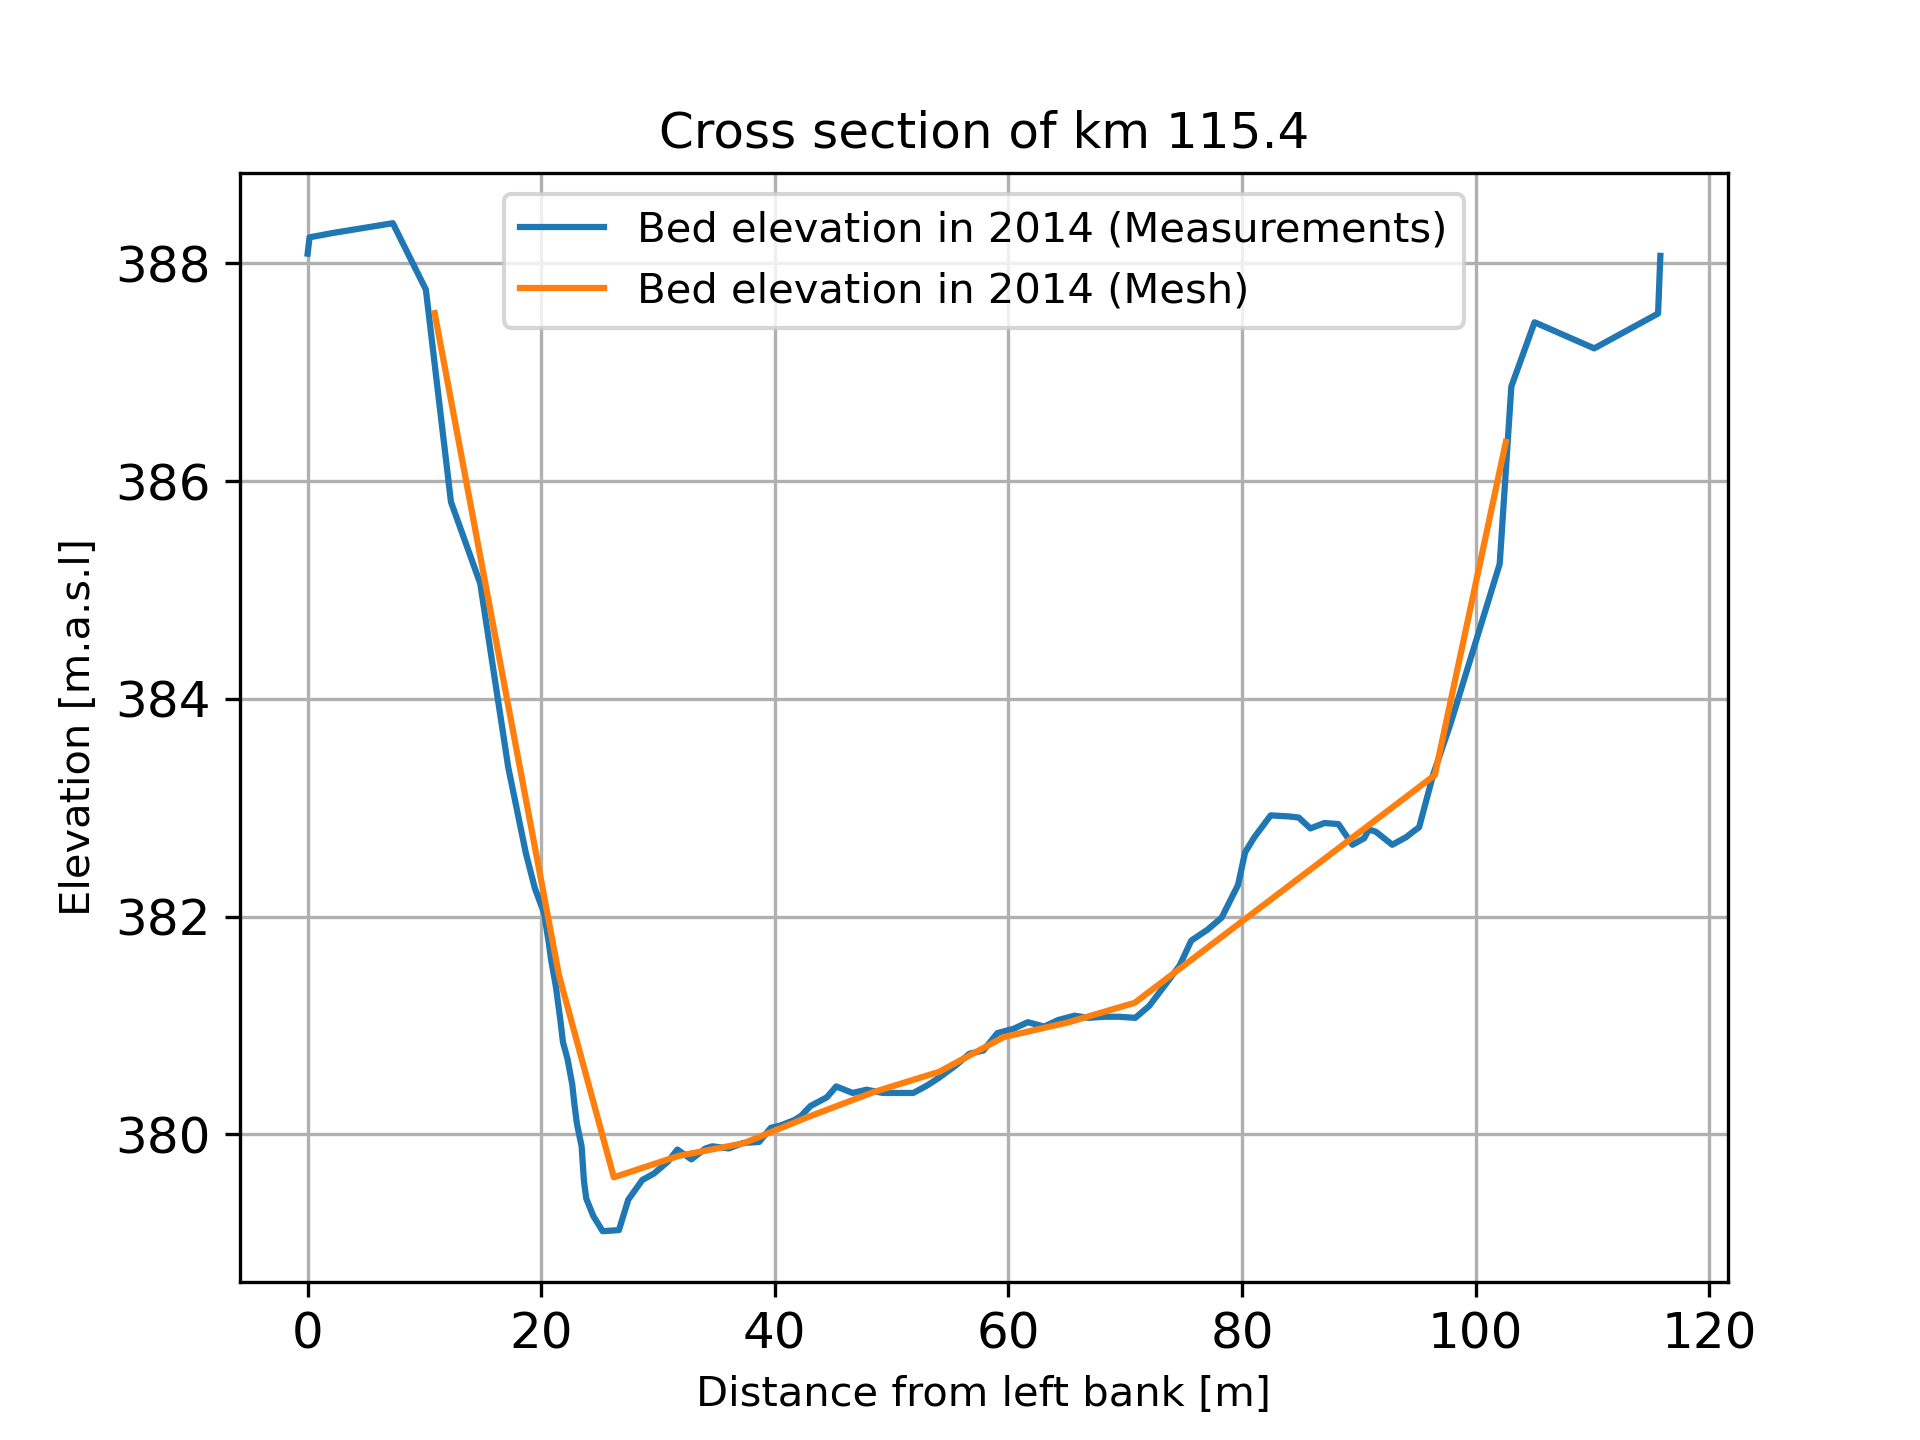 Cross section of km 115.4
Bed elevation in 2014 (Measurements)
Bed elevation in 2014 (Mesh)
Elevation [m.a.s.l]
388
386
384
382
380
0 20 40 60 80 100 120
Distance from left bank [m]